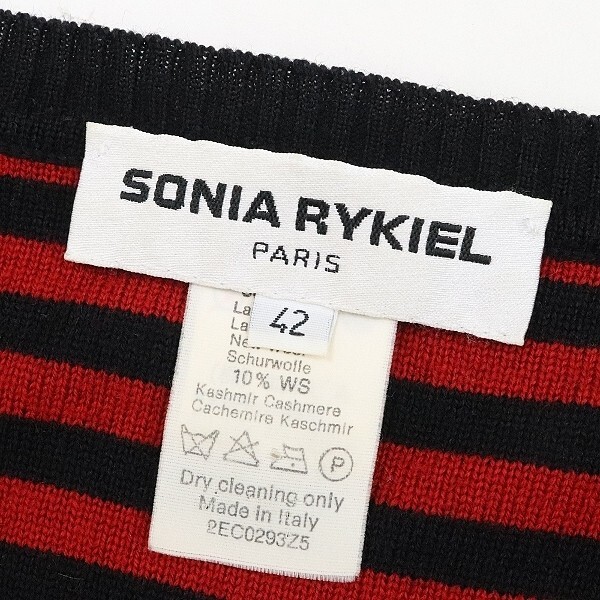 SONIA RYKIEL
PARIS
42
Schurwolle
10% WS
Kashmir Cashmere
Cachemire Kaschmir
P
Dry cleaning only
Made in Italy
2EC0293Z5